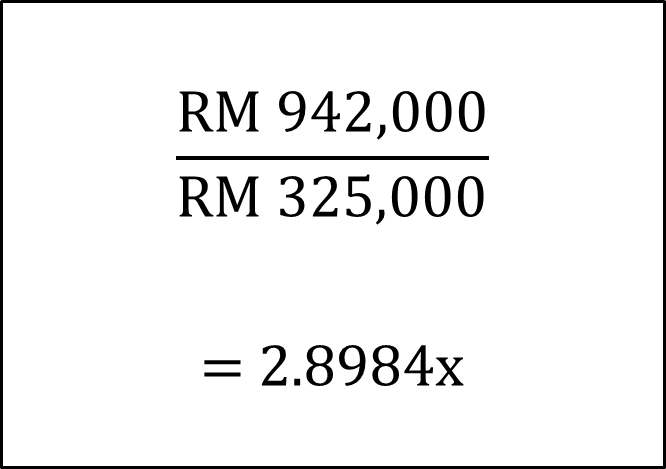 RM 942,000
RM 325,000
= 2.8984x